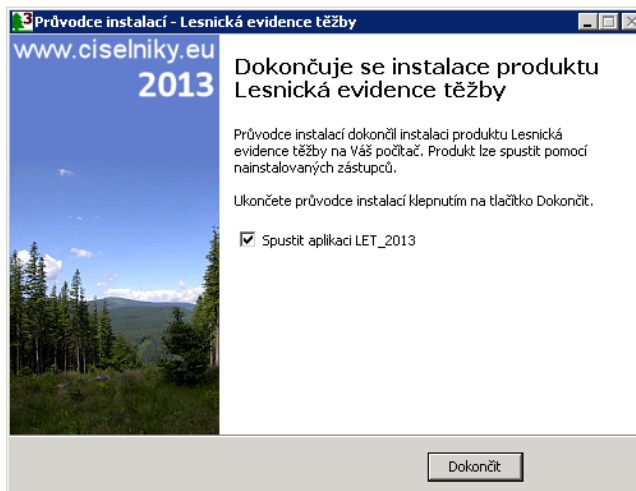 3 Průvodce instalací - Lesnická evidence těžby
www.ciselniky.eu
2013
Dokončuje se instalace produktu
Lesnická evidence těžby
Průvodce instalací dokončil instalaci produktu Lesnická
evidence těžby na Váš počítač. Produkt lze spustit pomocí
nainstalovaných zástupců.
Ukončete průvodce instalací klepnutím na tlačítko Dokončit.
Spustit aplikaci LET_2013
Dokončit